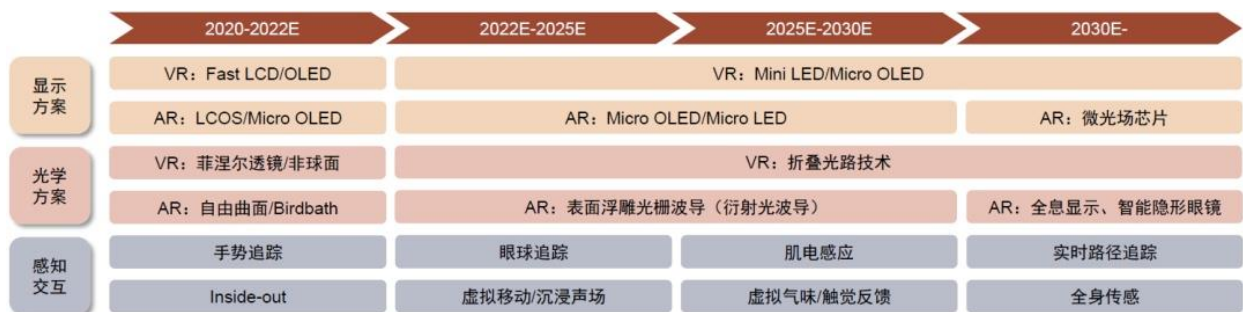 2020-2022E
2022E-2025E
2025E-2030E
2030E-
显示
方案
VR：Fast LCD/OLED
VR：Mini LED/Micro OLED
AR：LCOS/Micro OLED
AR：Micro OLED/Micro LED
AR：微光场芯片
光学
方案
VR：菲涅尔透镜/非球面
VR：折叠光路技术
AR：自由曲面/Birdbath
AR：表面浮雕光栅波导（衍射光波导）
AR：全息显示、智能隐形眼镜
感知
交互
手势追踪
眼球追踪
肌电感应
实时路径追踪
Inside-out
虚拟移动/沉浸声场
虚拟气味/触觉反馈
全身传感